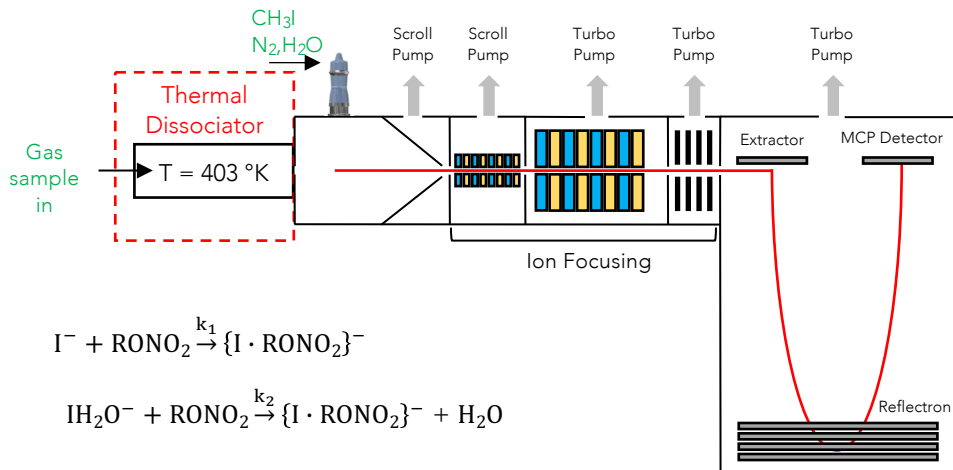 CH₃I
N₂,H₂O
Scroll
Pump
Scroll
Pump
Turbo
Pump
Turbo
Pump
Turbo
Pump
Thermal
Dissociator
Gas
sample
in
T = 403 °K
Extractor
MCP Detector
Ion Focusing
I⁻ + RONO₂ →k₁ {I · RONO₂}⁻
IH₂O⁻ + RONO₂ →k₂ {I · RONO₂}⁻ + H₂O
Reflectron